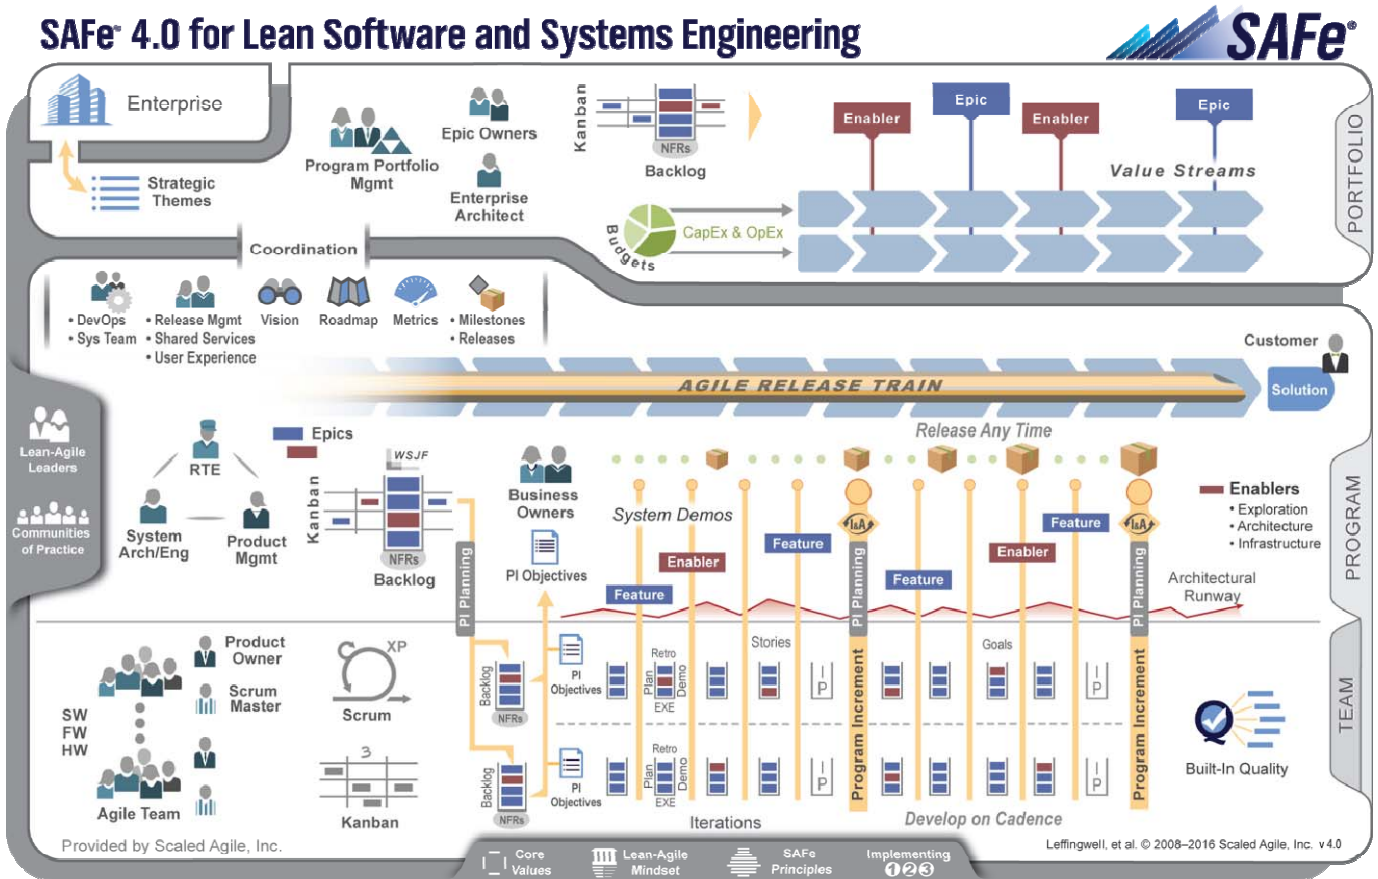 SAFe® 4.0 for Lean Software and Systems Engineering
SAFe®
Enterprise
Strategic
Themes
Program Portfolio
Mgmt
Epic Owners
Enterprise
Architect
Kanban
NFRs
Backlog
Enabler
Epic
Enabler
Epic
Value Streams
Budgets
CapEx & OpEx
PORTFOLIO
Coordination
• DevOps
• Sys Team
• Release Mgmt
• Shared Services
• User Experience
Vision
Roadmap
Metrics
• Milestones
• Releases
Customer
Solution
AGILE RELEASE TRAIN
Release Any Time
Lean-Agile
Leaders
Communities
of Practice
RTE
System
Arch/Eng
Product
Mgmt
Epics
Kanban
WSJF
NFRs
Backlog
Business
Owners
PI Objectives
PI Planning
System Demos
Feature
Enabler
Feature
I&A
PI Planning
Feature
Enabler
Feature
I&A
PI Planning
Enablers
• Exploration
• Architecture
• Infrastructure
Architectural
Runway
PROGRAM
SW
FW
HW
Agile Team
Product
Owner
Scrum
Master
XP
Scrum
3
Kanban
Backlog
NFRs
PI
Objectives
Backlog
NFRs
PI
Objectives
Retro
Plan
Demo
EXE
Stories
I
P
Goals
I
P
Retro
Plan
Demo
EXE
I
P
I
P
Program Increment
Program Increment
Iterations
Develop on Cadence
Built-In Quality
TEAM
Provided by Scaled Agile, Inc.
Leffingwell, et al. © 2008–2016 Scaled Agile, Inc. v4.0
Core
Values
Lean-Agile
Mindset
SAFe
Principles
Implementing
1 2 3